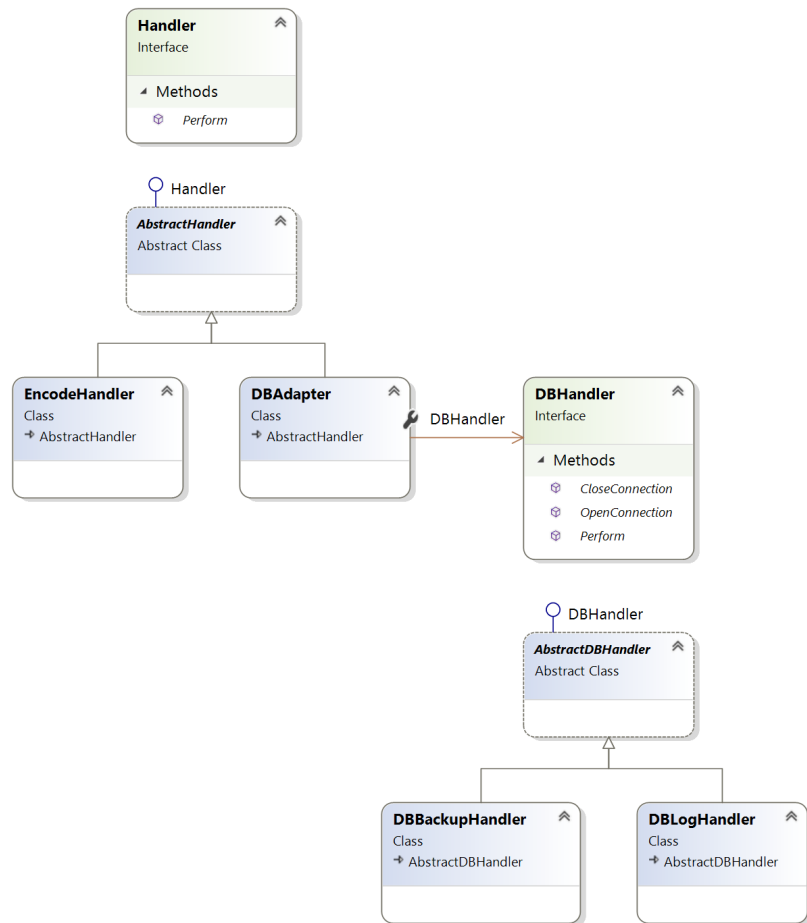 Handler
Interface
Methods
Perform
Handler
AbstractHandler
Abstract Class
EncodeHandler
Class
AbstractHandler
DBAdapter
Class
AbstractHandler
DBHandler
DBHandler
Interface
Methods
CloseConnection
OpenConnection
Perform
DBHandler
AbstractDBHandler
Abstract Class
DBBackupHandler
Class
AbstractDBHandler
DBLogHandler
Class
AbstractDBHandler